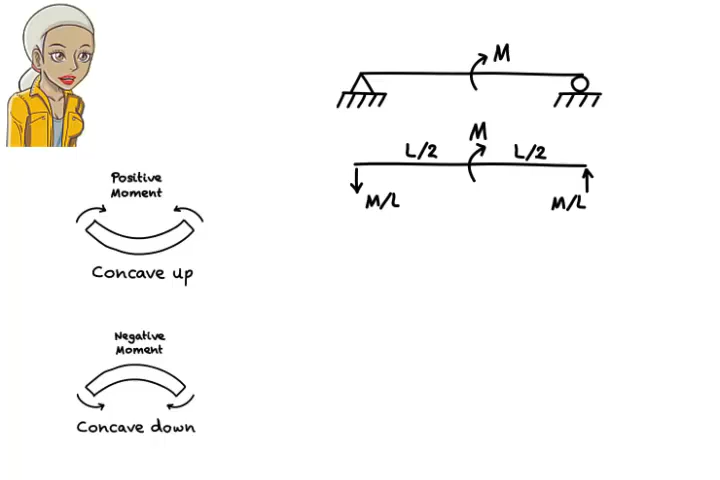 M
M
L/2 L/2
M/L M/L
Positive
Moment
Concave up
Negative
Moment
Concave down